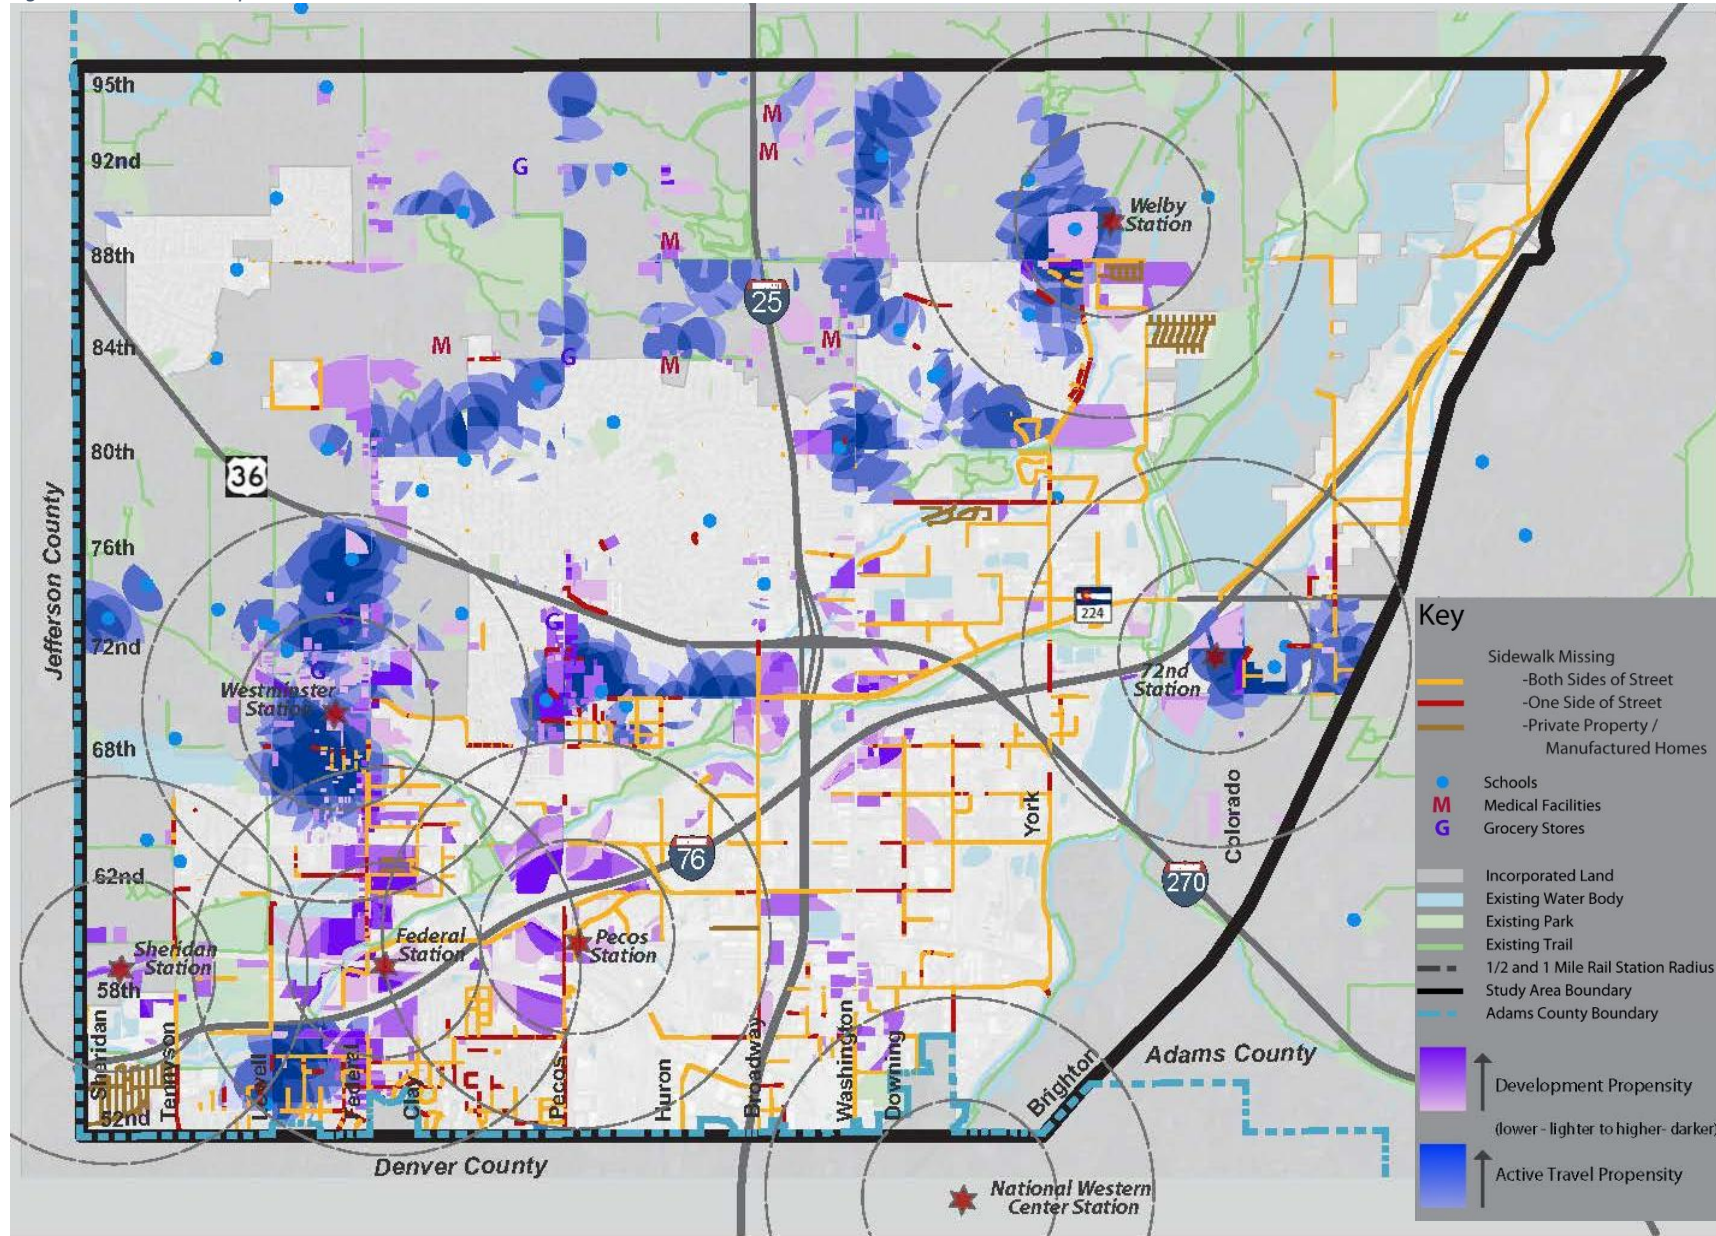 95th
M
M
92nd
G
Welby
Station
M
88th
25
M
M
84th
G
M
80th
36
Jefferson County
76th
224
G
72nd
G
72nd
Station
Westminster
Station
68th
York
Colorado
76
62nd
270
Sheridan
Station
Federal
Station
Pecos
Station
58th
Sheridan
Tennyson
Lowell
Federal
Clay
Pecos
Huron
Broadway
Washington
Downing
Brighton
Adams County
52nd
Denver County
National Western
Center Station
Key
Sidewalk Missing
-Both Sides of Street
-One Side of Street
-Private Property /
Manufactured Homes
Schools
M Medical Facilities
G Grocery Stores
Incorporated Land
Existing Water Body
Existing Park
Existing Trail
1/2 and 1 Mile Rail Station Radius
Study Area Boundary
Adams County Boundary
Development Propensity
(lower - lighter to higher- darker)
Active Travel Propensity